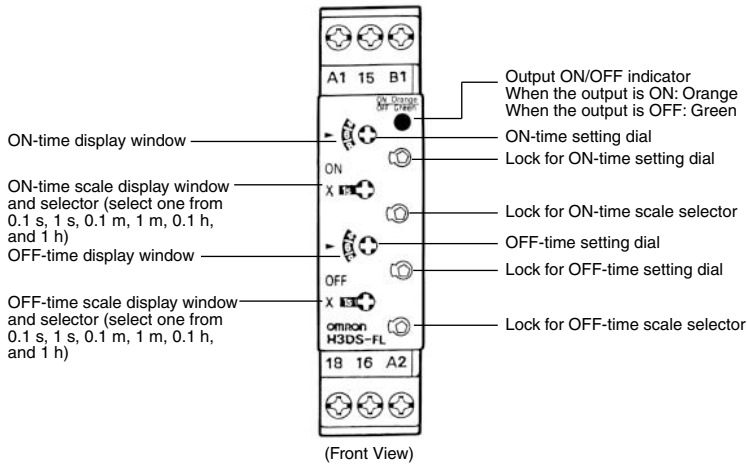 A1 15 B1
ON Orange
OFF Green
Output ON/OFF indicator
When the output is ON: Orange
When the output is OFF: Green
ON-time display window
ON-time setting dial
Lock for ON-time setting dial
ON
ON-time scale display window
and selector (select one from
0.1 s, 1 s, 0.1 m, 1 m, 0.1 h,
and 1 h)
X 1s
Lock for ON-time scale selector
OFF-time display window
OFF-time setting dial
Lock for OFF-time setting dial
OFF
OFF-time scale display window
and selector (select one from
0.1 s, 1 s, 0.1 m, 1 m, 0.1 h,
and 1 h)
X 1s
omron
H3DS-FL
Lock for OFF-time scale selector
18 16 A2
(Front View)